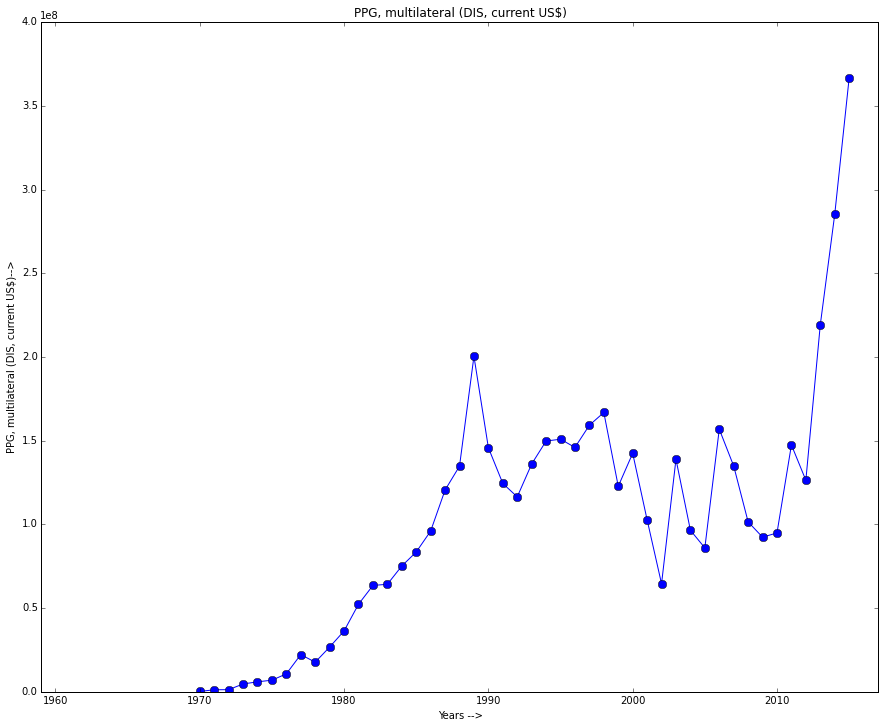 PPG, multilateral (DIS, current US$)
1e8
4.0
3.5
3.0
2.5
2.0
1.5
1.0
0.5
0.0
PPG, multilateral (DIS, current US$)-->
1960 1970 1980 1990 2000 2010
Years -->